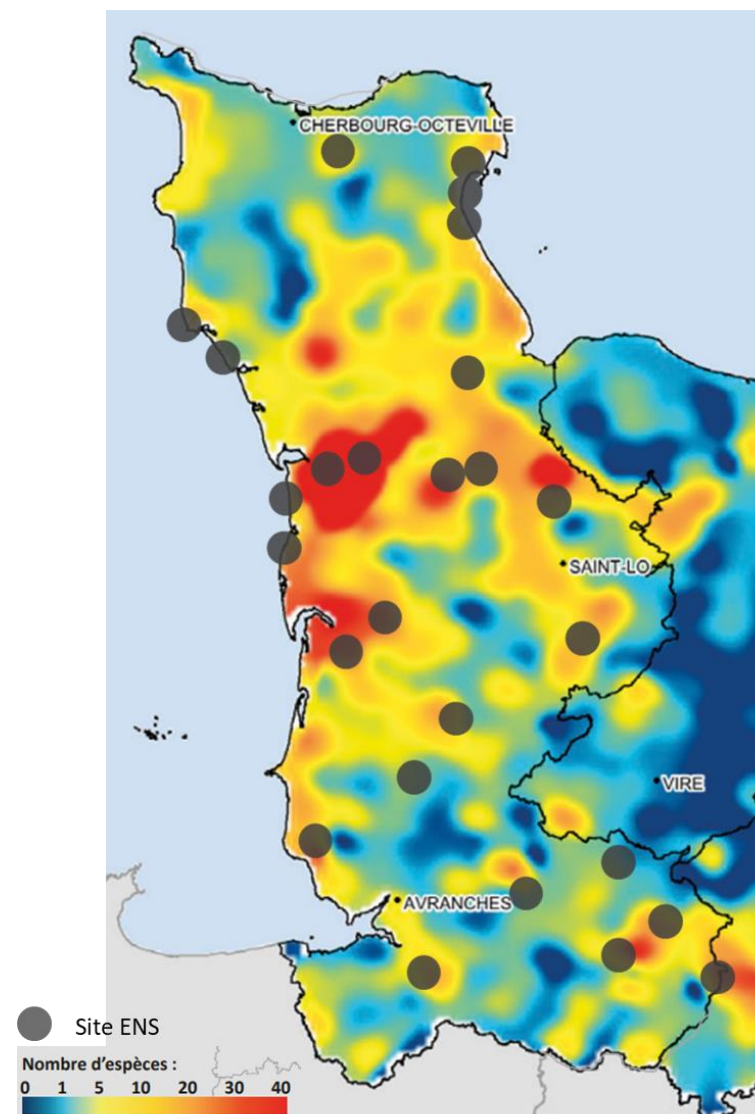 CHERBOURG-OCTEVILLE
SAINT-LO
VIRE
AVRANCHES
Site ENS
Nombre d'espèces :
0 1 5 10 20 30 40